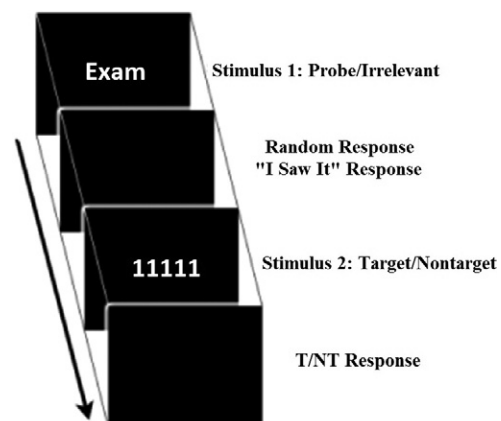 Exam
Stimulus 1: Probe/Irrelevant
Random Response
"I Saw It" Response
11111
Stimulus 2: Target/Nontarget
T/NT Response